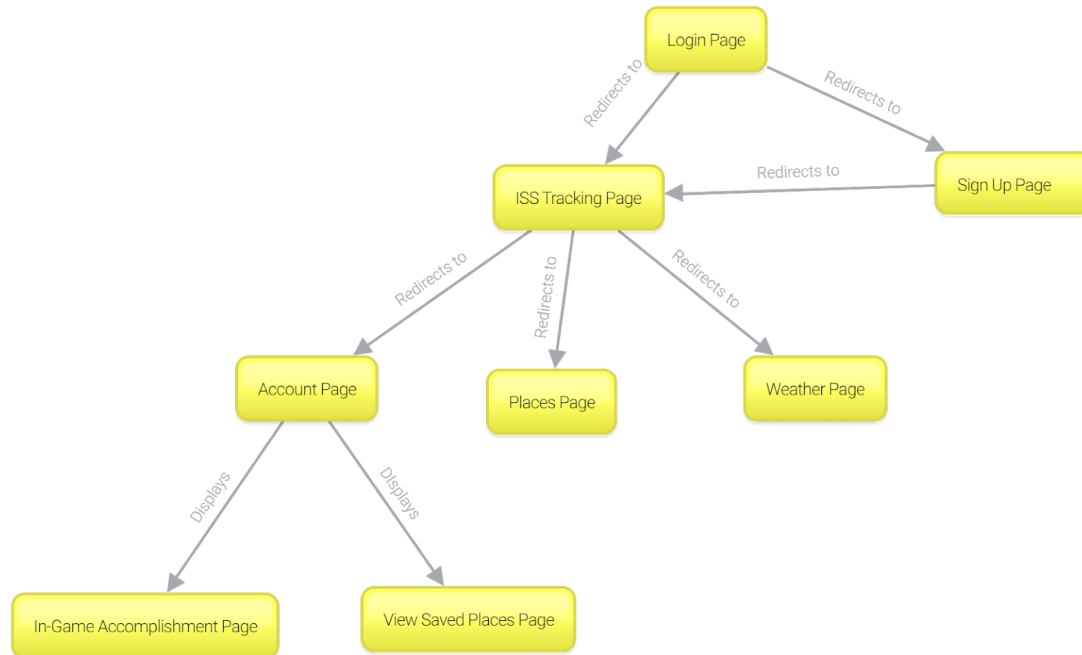 Login Page
Redirects to
Redirects to
Sign Up Page
Redirects to
ISS Tracking Page
Redirects to
Redirects to
Redirects to
Account Page
Places Page
Weather Page
Displays
DIsplays
In-Game Accomplishment Page
View Saved Places Page